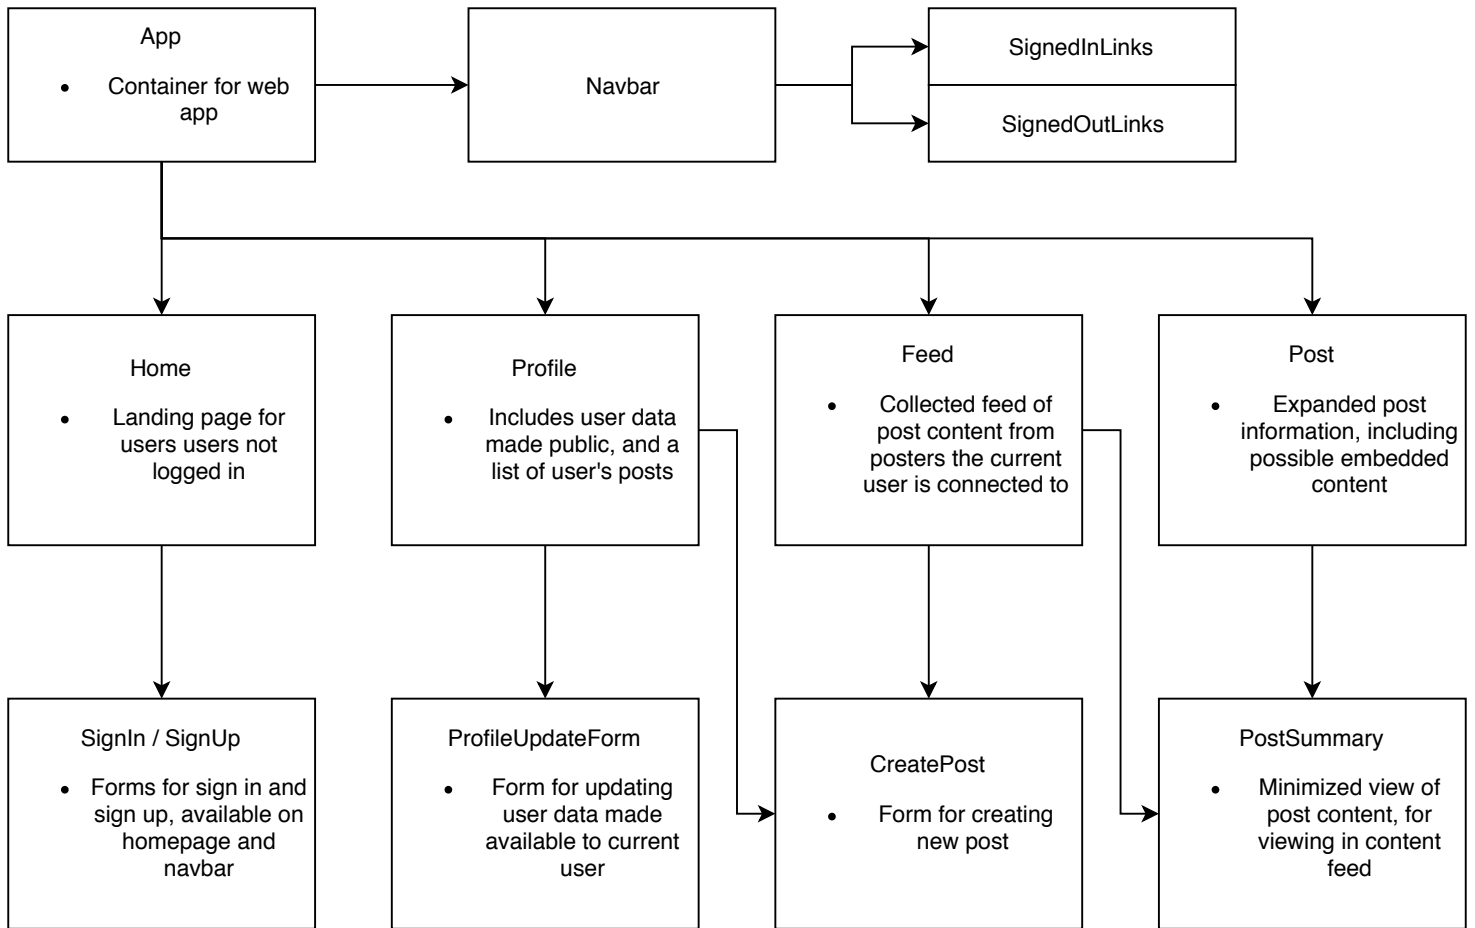 App
• Container for web
app
Navbar
SignedInLinks
SignedOutLinks
Home
• Landing page for
users users not
logged in
Profile
• Includes user data
made public, and a
list of user's posts
Feed
• Collected feed of
post content from
posters the current
user is connected to
Post
• Expanded post
information, including
possible embedded
content
SignIn / SignUp
• Forms for sign in and
sign up, available on
homepage and
navbar
ProfileUpdateForm
• Form for updating
user data made
available to current
user
CreatePost
• Form for creating
new post
PostSummary
• Minimized view of
post content, for
viewing in content
feed